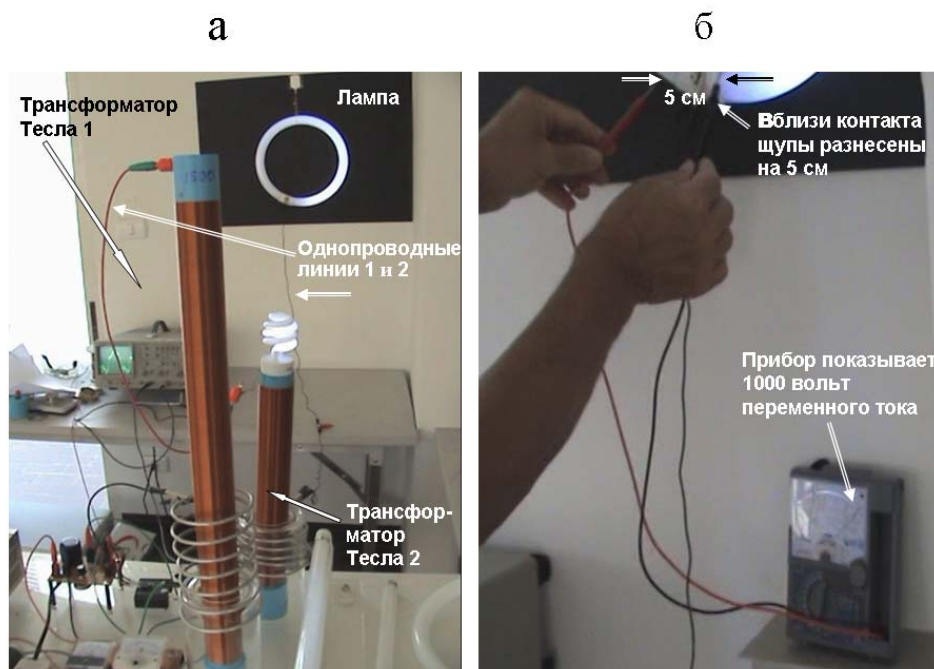 а
б
Трансформатор
Тесла 1
Лампа
Однопроводные
линии 1 и 2
Трансфор-
матор
Тесла 2
5 см
Вблизи контакта
щупы разнесены
на 5 см
Прибор показывает
1000 вольт
переменного тока